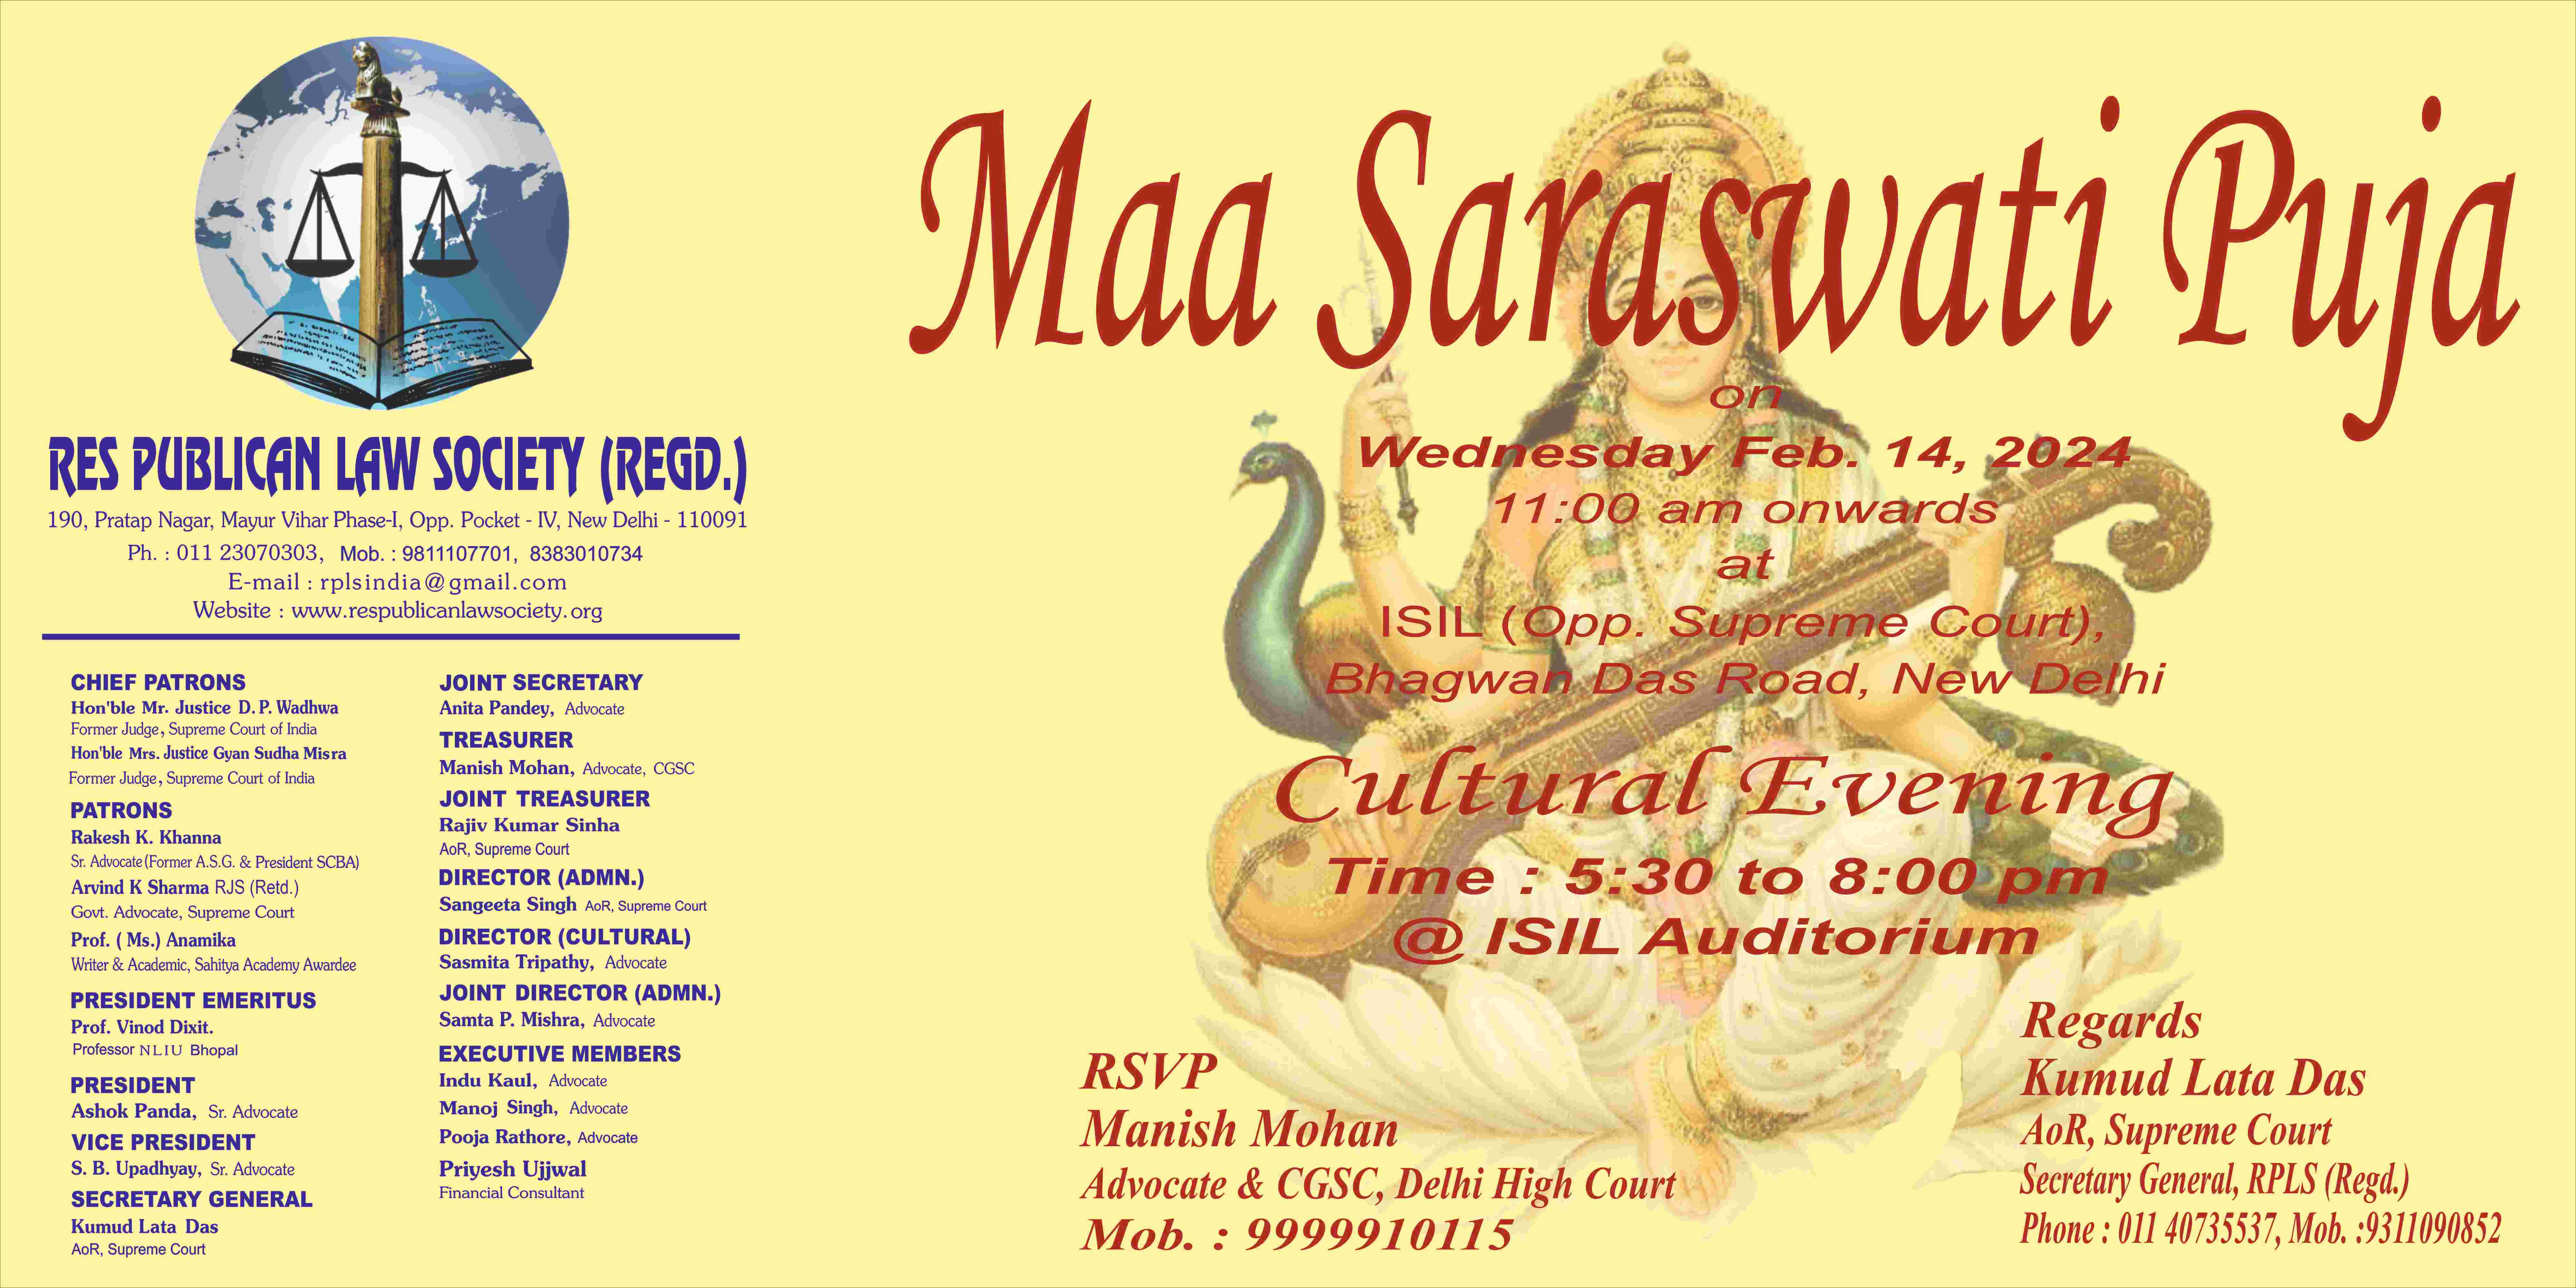 RES PUBLICAN LAW SOCIETY (REGD.)
190, Pratap Nagar, Mayur Vihar Phase-I, Opp. Pocket - IV, New Delhi - 110091
Ph. : 011 23070303, Mob. : 9811107701, 8383010734
E-mail : rplsindia@gmail.com
Website : www.respublicanlawsociety.org
CHIEF PATRONS
Hon'ble Mr. Justice D. P. Wadhwa
Former Judge, Supreme Court of India
Hon'ble Mrs. Justice Gyan Sudha Misra
Former Judge, Supreme Court of India
PATRONS
Rakesh K. Khanna
Sr. Advocate (Former A.S.G. & President SCBA)
Arvind K Sharma RJS (Retd.)
Govt. Advocate, Supreme Court
Prof. ( Ms.) Anamika
Writer & Academic, Sahitya Academy Awardee
PRESIDENT EMERITUS
Prof. Vinod Dixit.
Professor NLIU Bhopal
PRESIDENT
Ashok Panda, Sr. Advocate
VICE PRESIDENT
S. B. Upadhyay, Sr. Advocate
SECRETARY GENERAL
Kumud Lata Das
AoR, Supreme Court
JOINT SECRETARY
Anita Pandey, Advocate
TREASURER
Manish Mohan, Advocate, CGSC
JOINT TREASURER
Rajiv Kumar Sinha
AoR, Supreme Court
DIRECTOR (ADMN.)
Sangeeta Singh AoR, Supreme Court
DIRECTOR (CULTURAL)
Sasmita Tripathy, Advocate
JOINT DIRECTOR (ADMN.)
Samta P. Mishra, Advocate
EXECUTIVE MEMBERS
Indu Kaul, Advocate
Manoj Singh, Advocate
Pooja Rathore, Advocate
Priyesh Ujjwal
Financial Consultant
Maa Saraswati Puja
on
Wednesday Feb. 14, 2024
11:00 am onwards
at
ISIL (Opp. Supreme Court),
Bhagwan Das Road, New Delhi
Cultural Evening
Time : 5:30 to 8:00 pm
@ ISIL Auditorium
RSVP
Manish Mohan
Advocate & CGSC, Delhi High Court
Mob. : 9999910115
Regards
Kumud Lata Das
AoR, Supreme Court
Secretary General, RPLS (Regd.)
Phone : 011 40735537, Mob. :9311090852